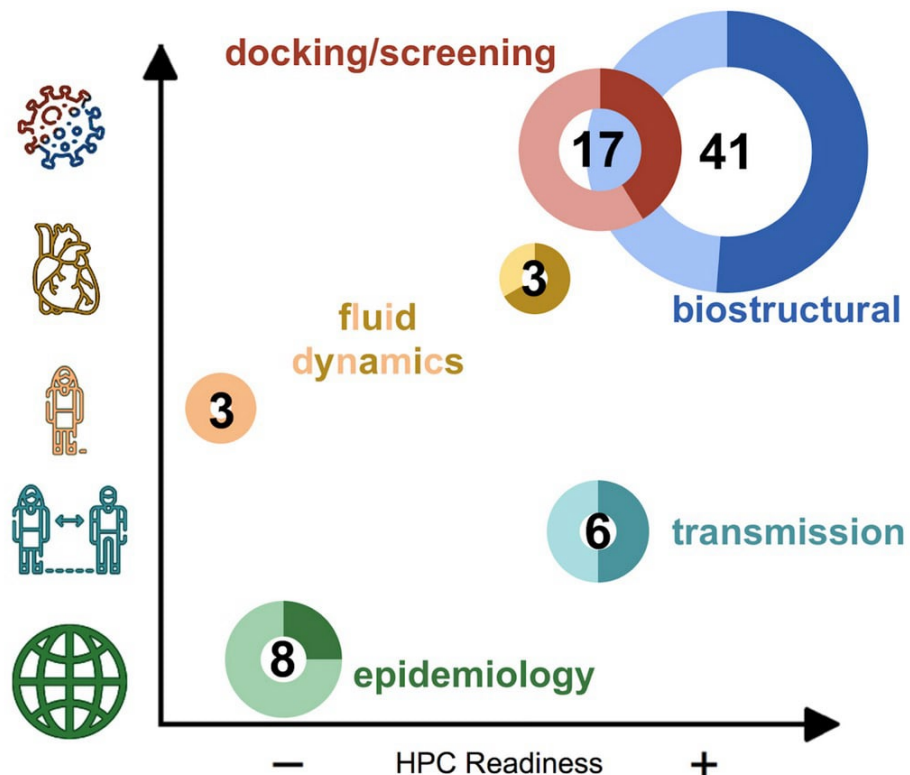 docking/screening
17
41
3
biostructural
fluid
dynamics
3
6
transmission
8
epidemiology
− HPC Readiness +